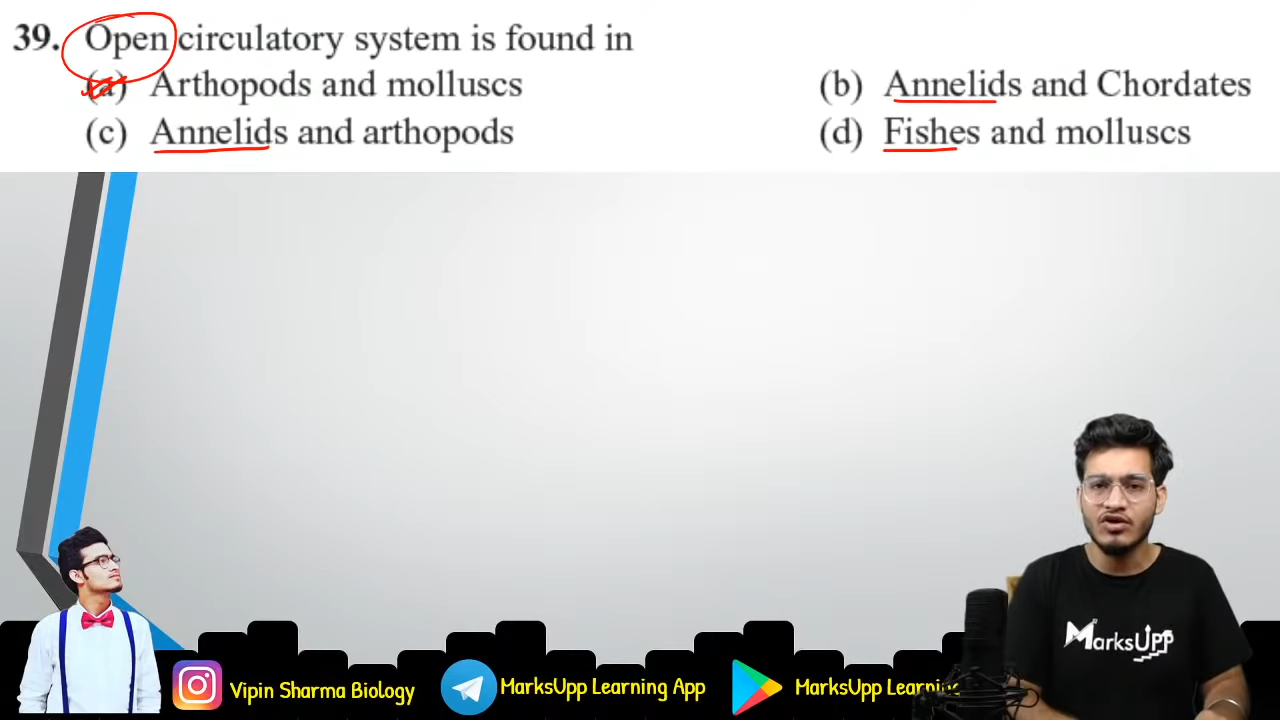 39. Open circulatory system is found in
(a) Arthopods and molluscs (b) Annelids and Chordates
(c) Annelids and arthopods (d) Fishes and molluscs
MarksUpp
Vipin Sharma Biology MarksUpp Learning App MarksUpp Learning